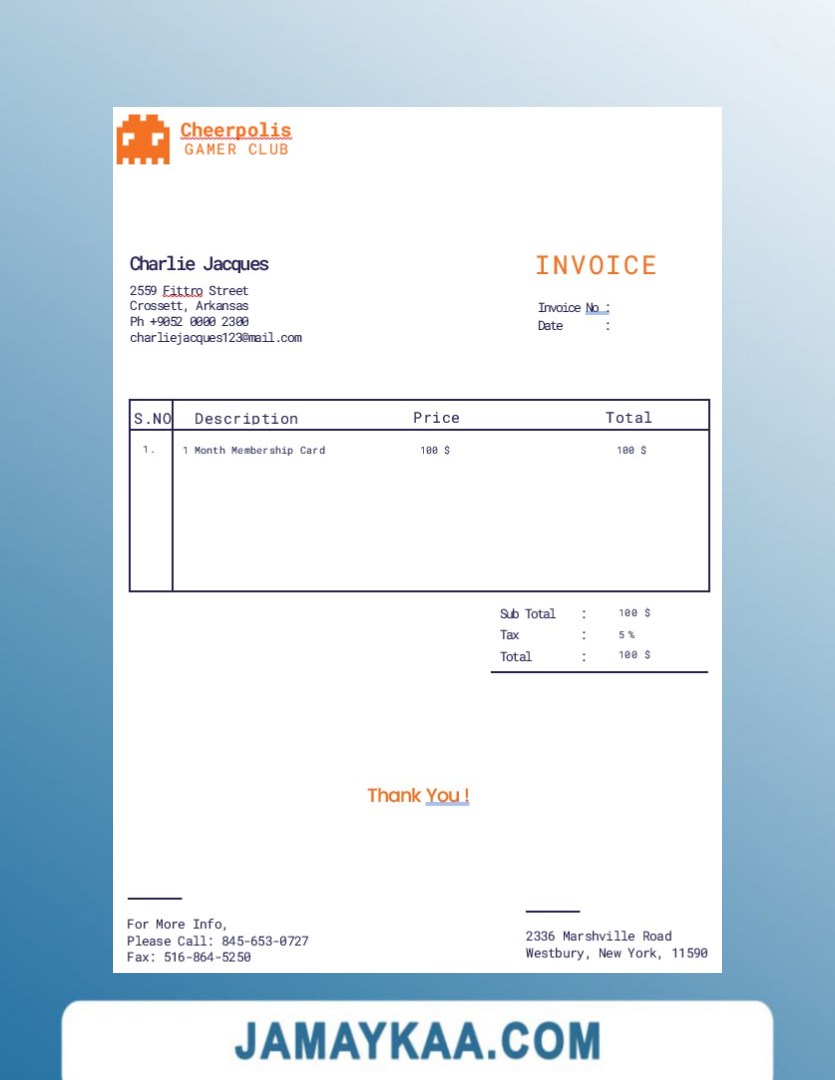 Cheerpolis
GAMER CLUB
Charlie Jacques
2559 Fittro Street
Crossett, Arkansas
Ph +9052 0000 2300
charliejacques123@mail.com
INVOICE
Invoice No :
Date :
S.NO Description Price Total
1. 1 Month Membership Card 100 $ 100 $
Sub Total : 100 $
Tax : 5 %
Total : 100 $
Thank You !
For More Info,
Please Call: 845-653-0727
Fax: 516-864-5250
2336 Marshville Road
Westbury, New York, 11590
JAMAYKAA.COM